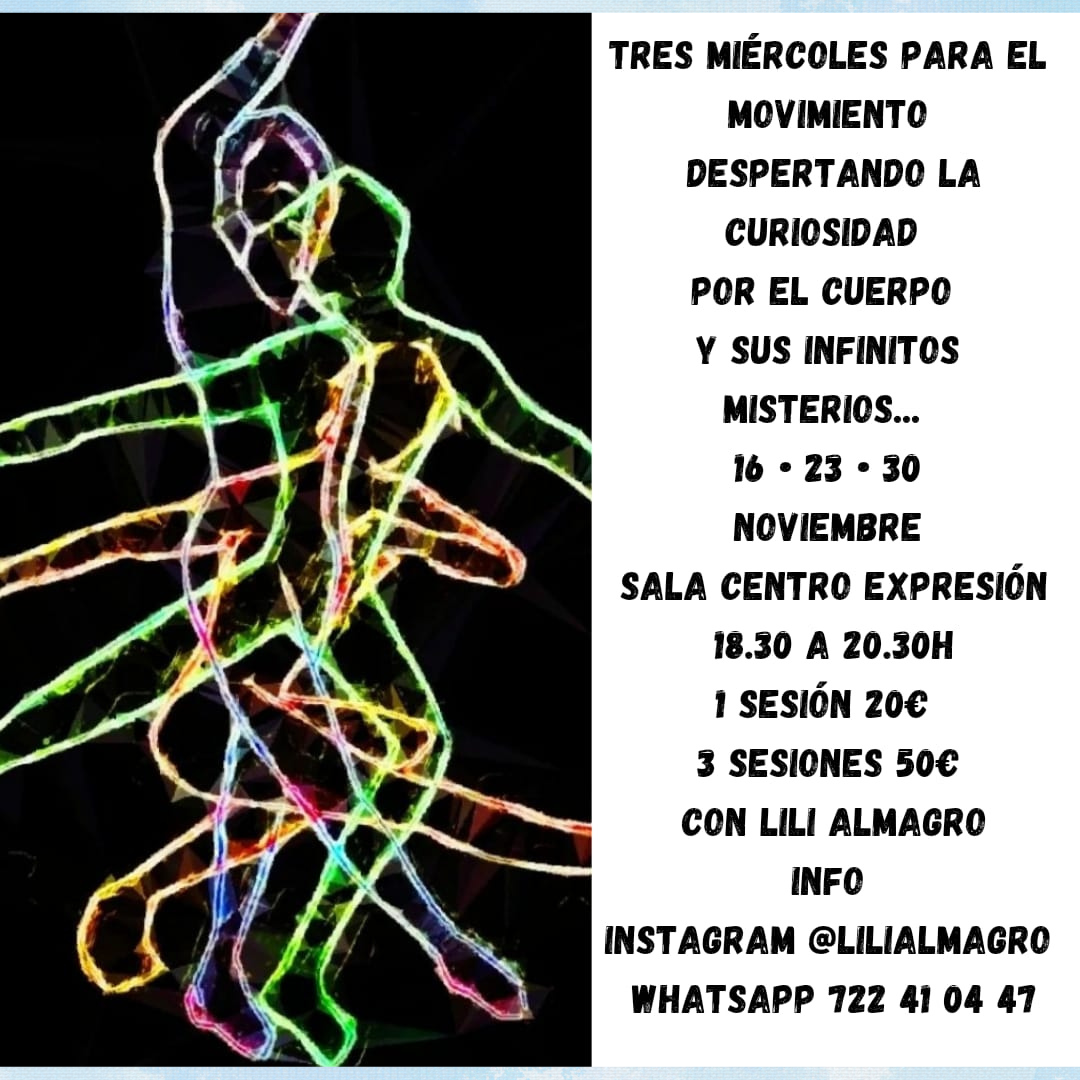 TRES MIÉRCOLES PARA EL
MOVIMIENTO
DESPERTANDO LA
CURIOSIDAD
POR EL CUERPO
Y SUS INFINITOS
MISTERIOS...
16 • 23 • 30
NOVIEMBRE
SALA CENTRO EXPRESIÓN
18.30 A 20.30H
1 SESIÓN 20€
3 SESIONES 50€
CON LILI ALMAGRO
INFO
INSTAGRAM @LILIALMAGRO
WHATSAPP 722 41 04 47